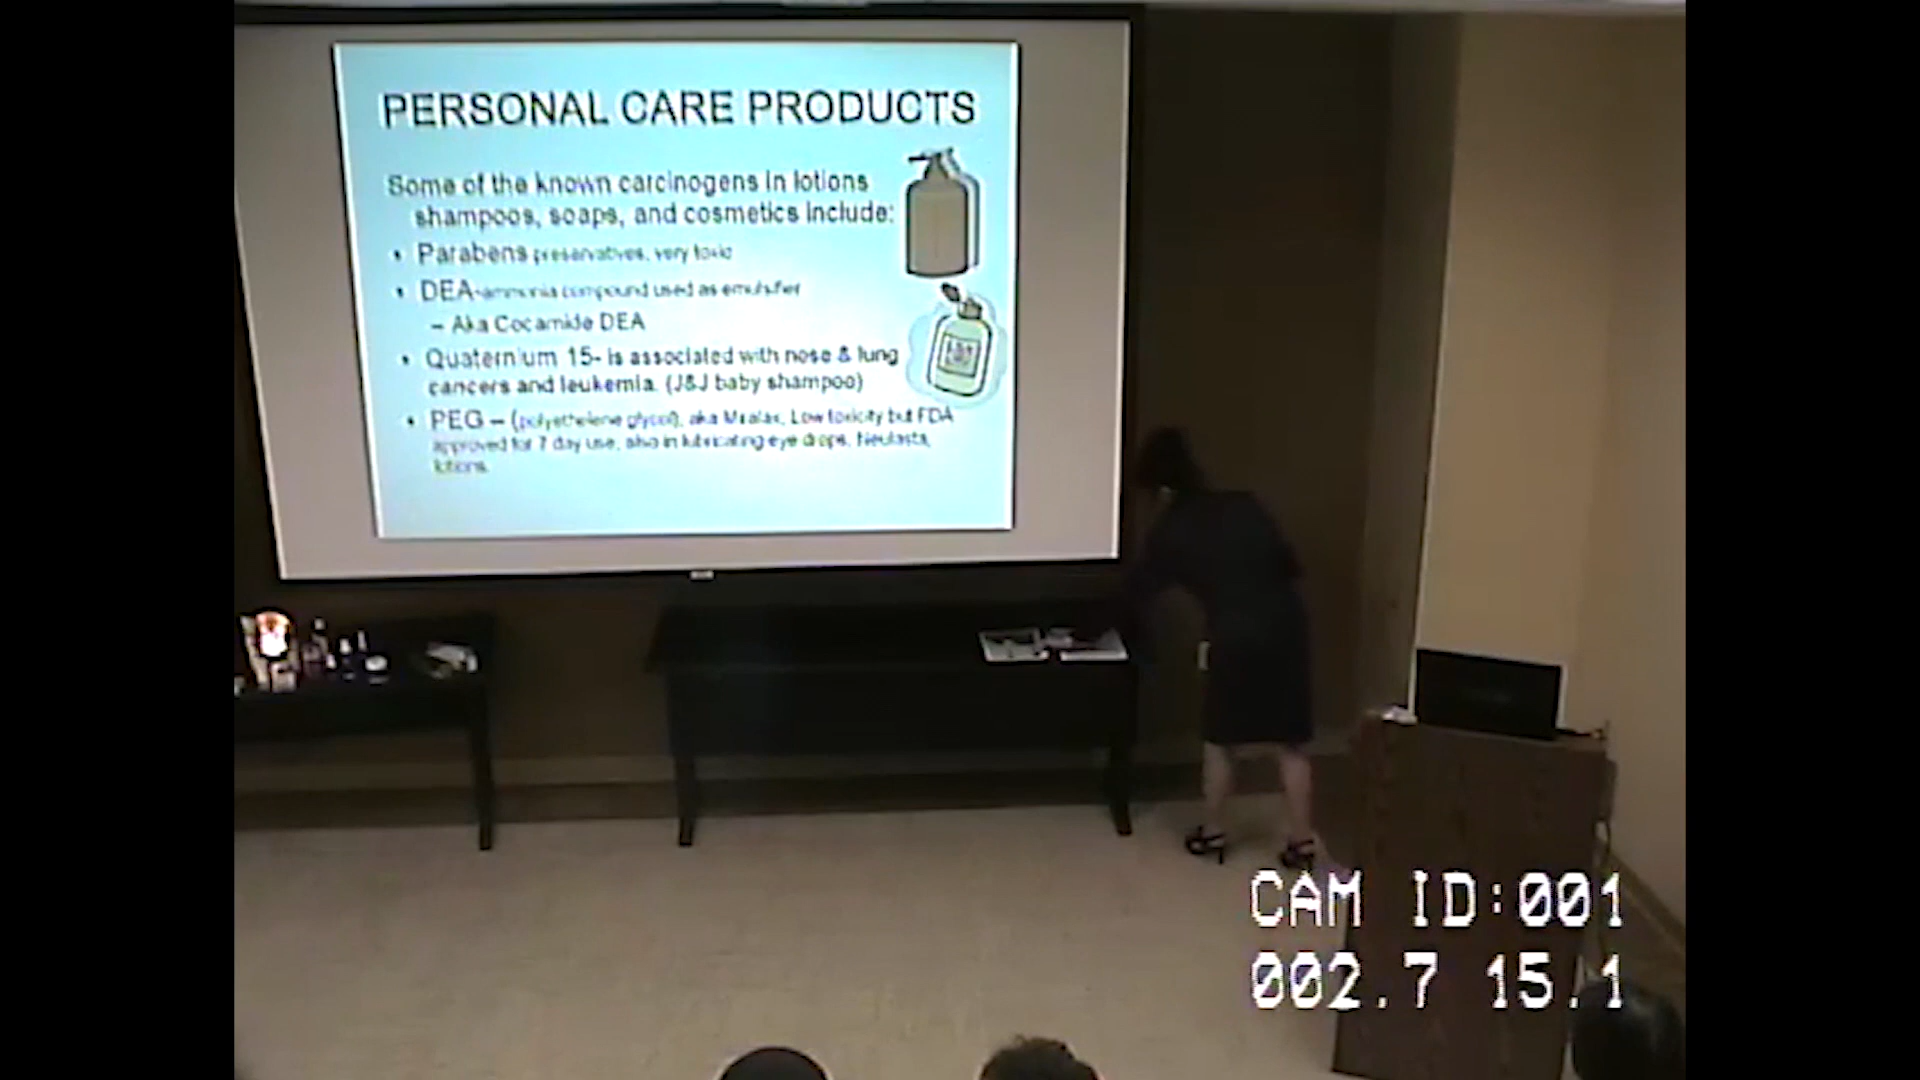 PERSONAL CARE PRODUCTS
Some of the known carcinogens in lotions
shampoos, soaps, and cosmetics include:
• Parabens preservatives, very toxic
• DEA-ammonia compound used as emulsifier
– Aka Cocamide DEA
• Quaternium 15- is associated with nose & lung
cancers and leukemia. (J&J baby shampoo)
• PEG – (polyethelene glycol), aka Miralax, Low toxicity but FDA
approved for 7 day use, also in lubricating eye drops, Neulasta,
lotions
CAM ID:001
002.7 15.1